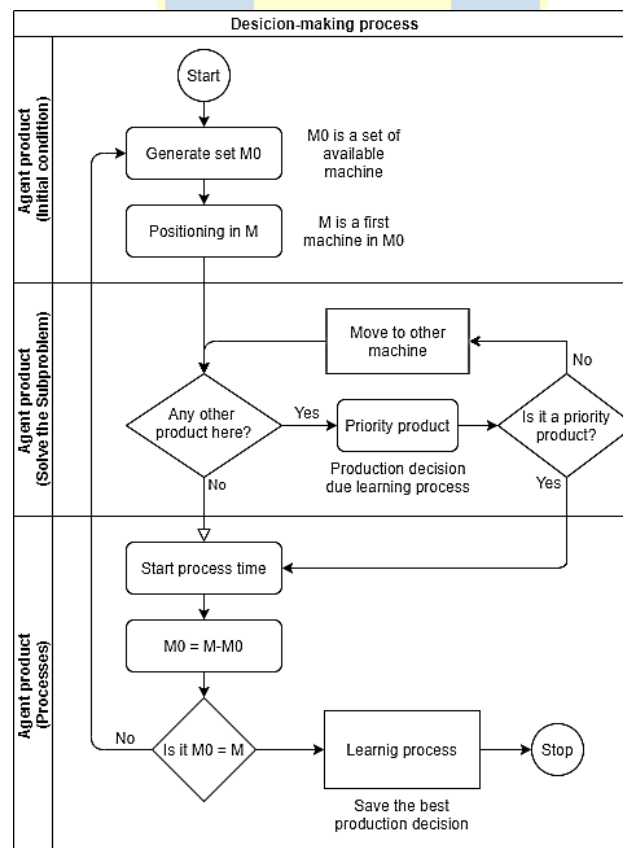 Desicion-making process
Agent product
(Initial condition)
Start
Generate set M0
M0 is a set of
available
machine
Positioning in M
M is a first
machine in M0
Agent product
(Solve the Subproblem)
Move to other
machine
No
Any other
product here?
Yes
Priority product
Is it a priority
product?
Production decision
due learning process
No
Yes
Agent product
(Processes)
Start process time
M0 = M-M0
No
Is it M0 = M
Learnig process
Stop
Save the best
production decision